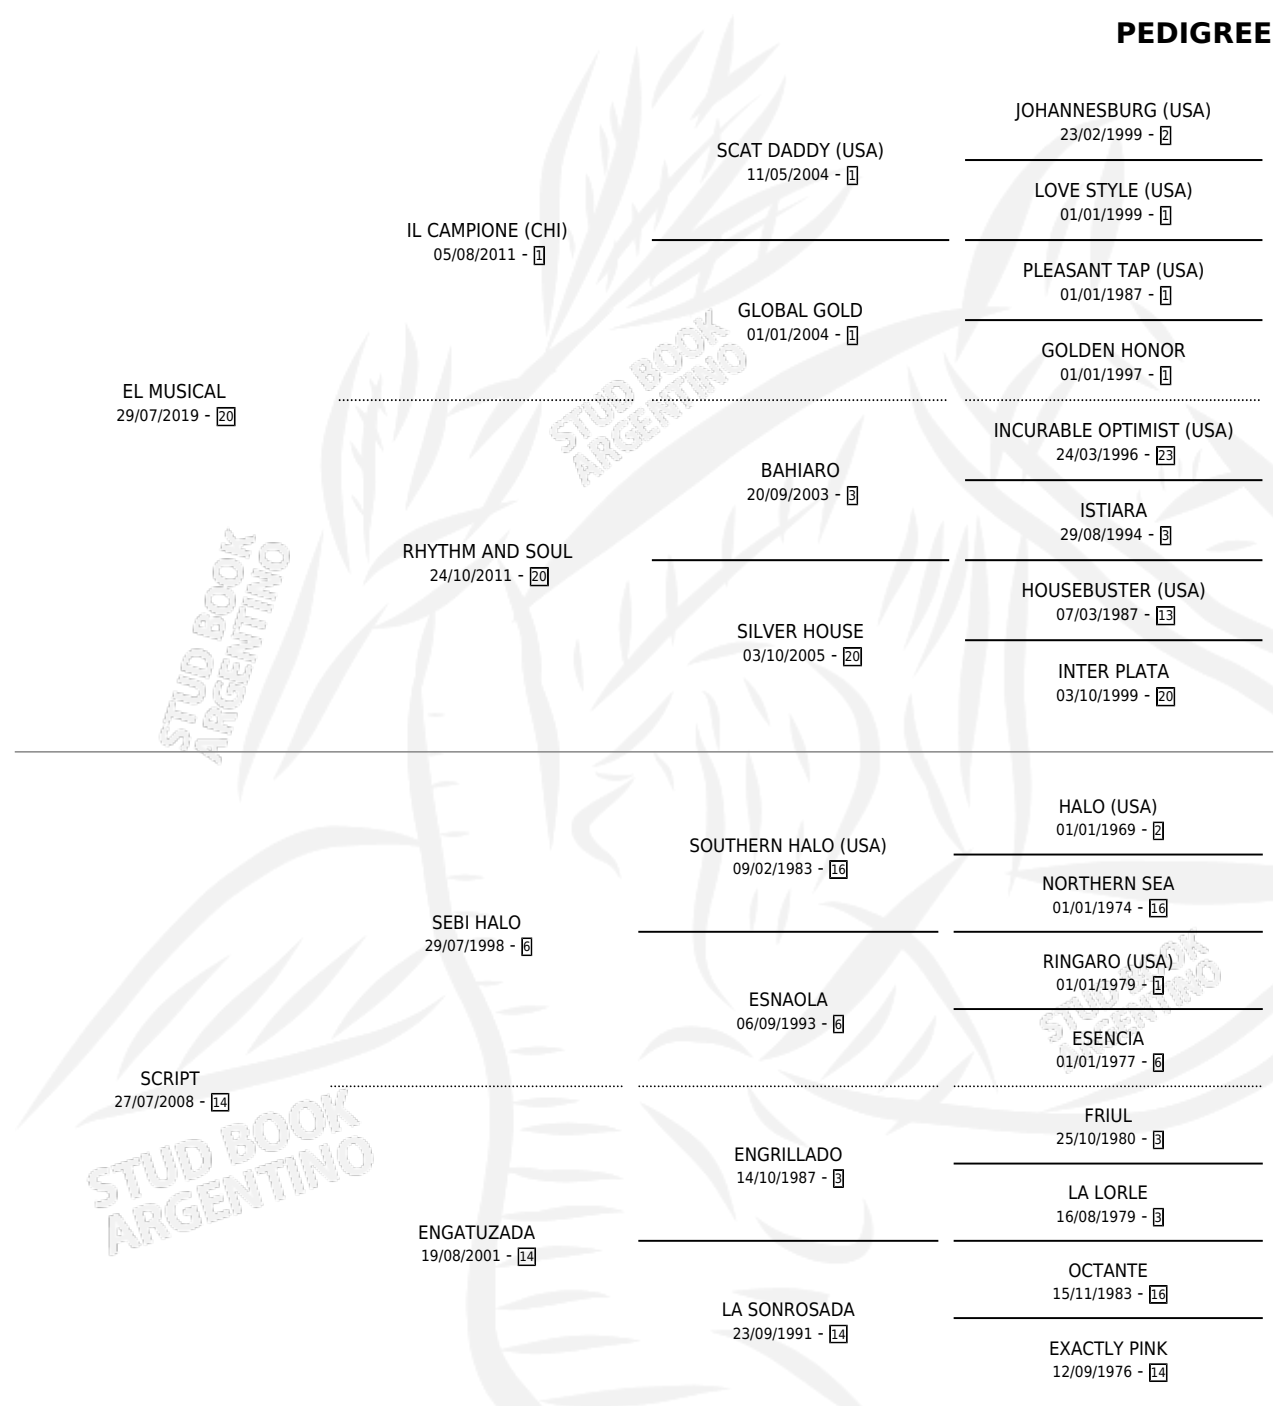 PEDIGREE
JOHANNESBURG (USA)
23/02/1999 - 2
SCAT DADDY (USA)
11/05/2004 - 1
LOVE STYLE (USA)
01/01/1999 - 1
IL CAMPIONE (CHI)
05/08/2011 - 1
PLEASANT TAP (USA)
01/01/1987 - 1
GLOBAL GOLD
01/01/2004 - 1
GOLDEN HONOR
01/01/1997 - 1
EL MUSICAL
29/07/2019 - 20
INCURABLE OPTIMIST (USA)
24/03/1996 - 23
BAHIARO
20/09/2003 - 3
ISTIARA
29/08/1994 - 3
RHYTHM AND SOUL
24/10/2011 - 20
HOUSEBUSTER (USA)
07/03/1987 - 13
SILVER HOUSE
03/10/2005 - 20
INTER PLATA
03/10/1999 - 20
HALO (USA)
01/01/1969 - 2
SOUTHERN HALO (USA)
09/02/1983 - 16
NORTHERN SEA
01/01/1974 - 16
SEBI HALO
29/07/1998 - 6
RINGARO (USA)
01/01/1979 - 1
ESNAOLA
06/09/1993 - 6
ESENCIA
01/01/1977 - 6
SCRIPT
27/07/2008 - 14
FRIUL
25/10/1980 - 3
ENGRILLADO
14/10/1987 - 3
LA LORLE
16/08/1979 - 3
ENGATUZADA
19/08/2001 - 14
OCTANTE
15/11/1983 - 16
LA SONROSADA
23/09/1991 - 14
EXACTLY PINK
12/09/1976 - 14
STUD BOOK
ARGENTINO
STUD BOOK
ARGENTINO
STUD BOOK
ARGENTINO
STUD BOOK
ARGENTINO